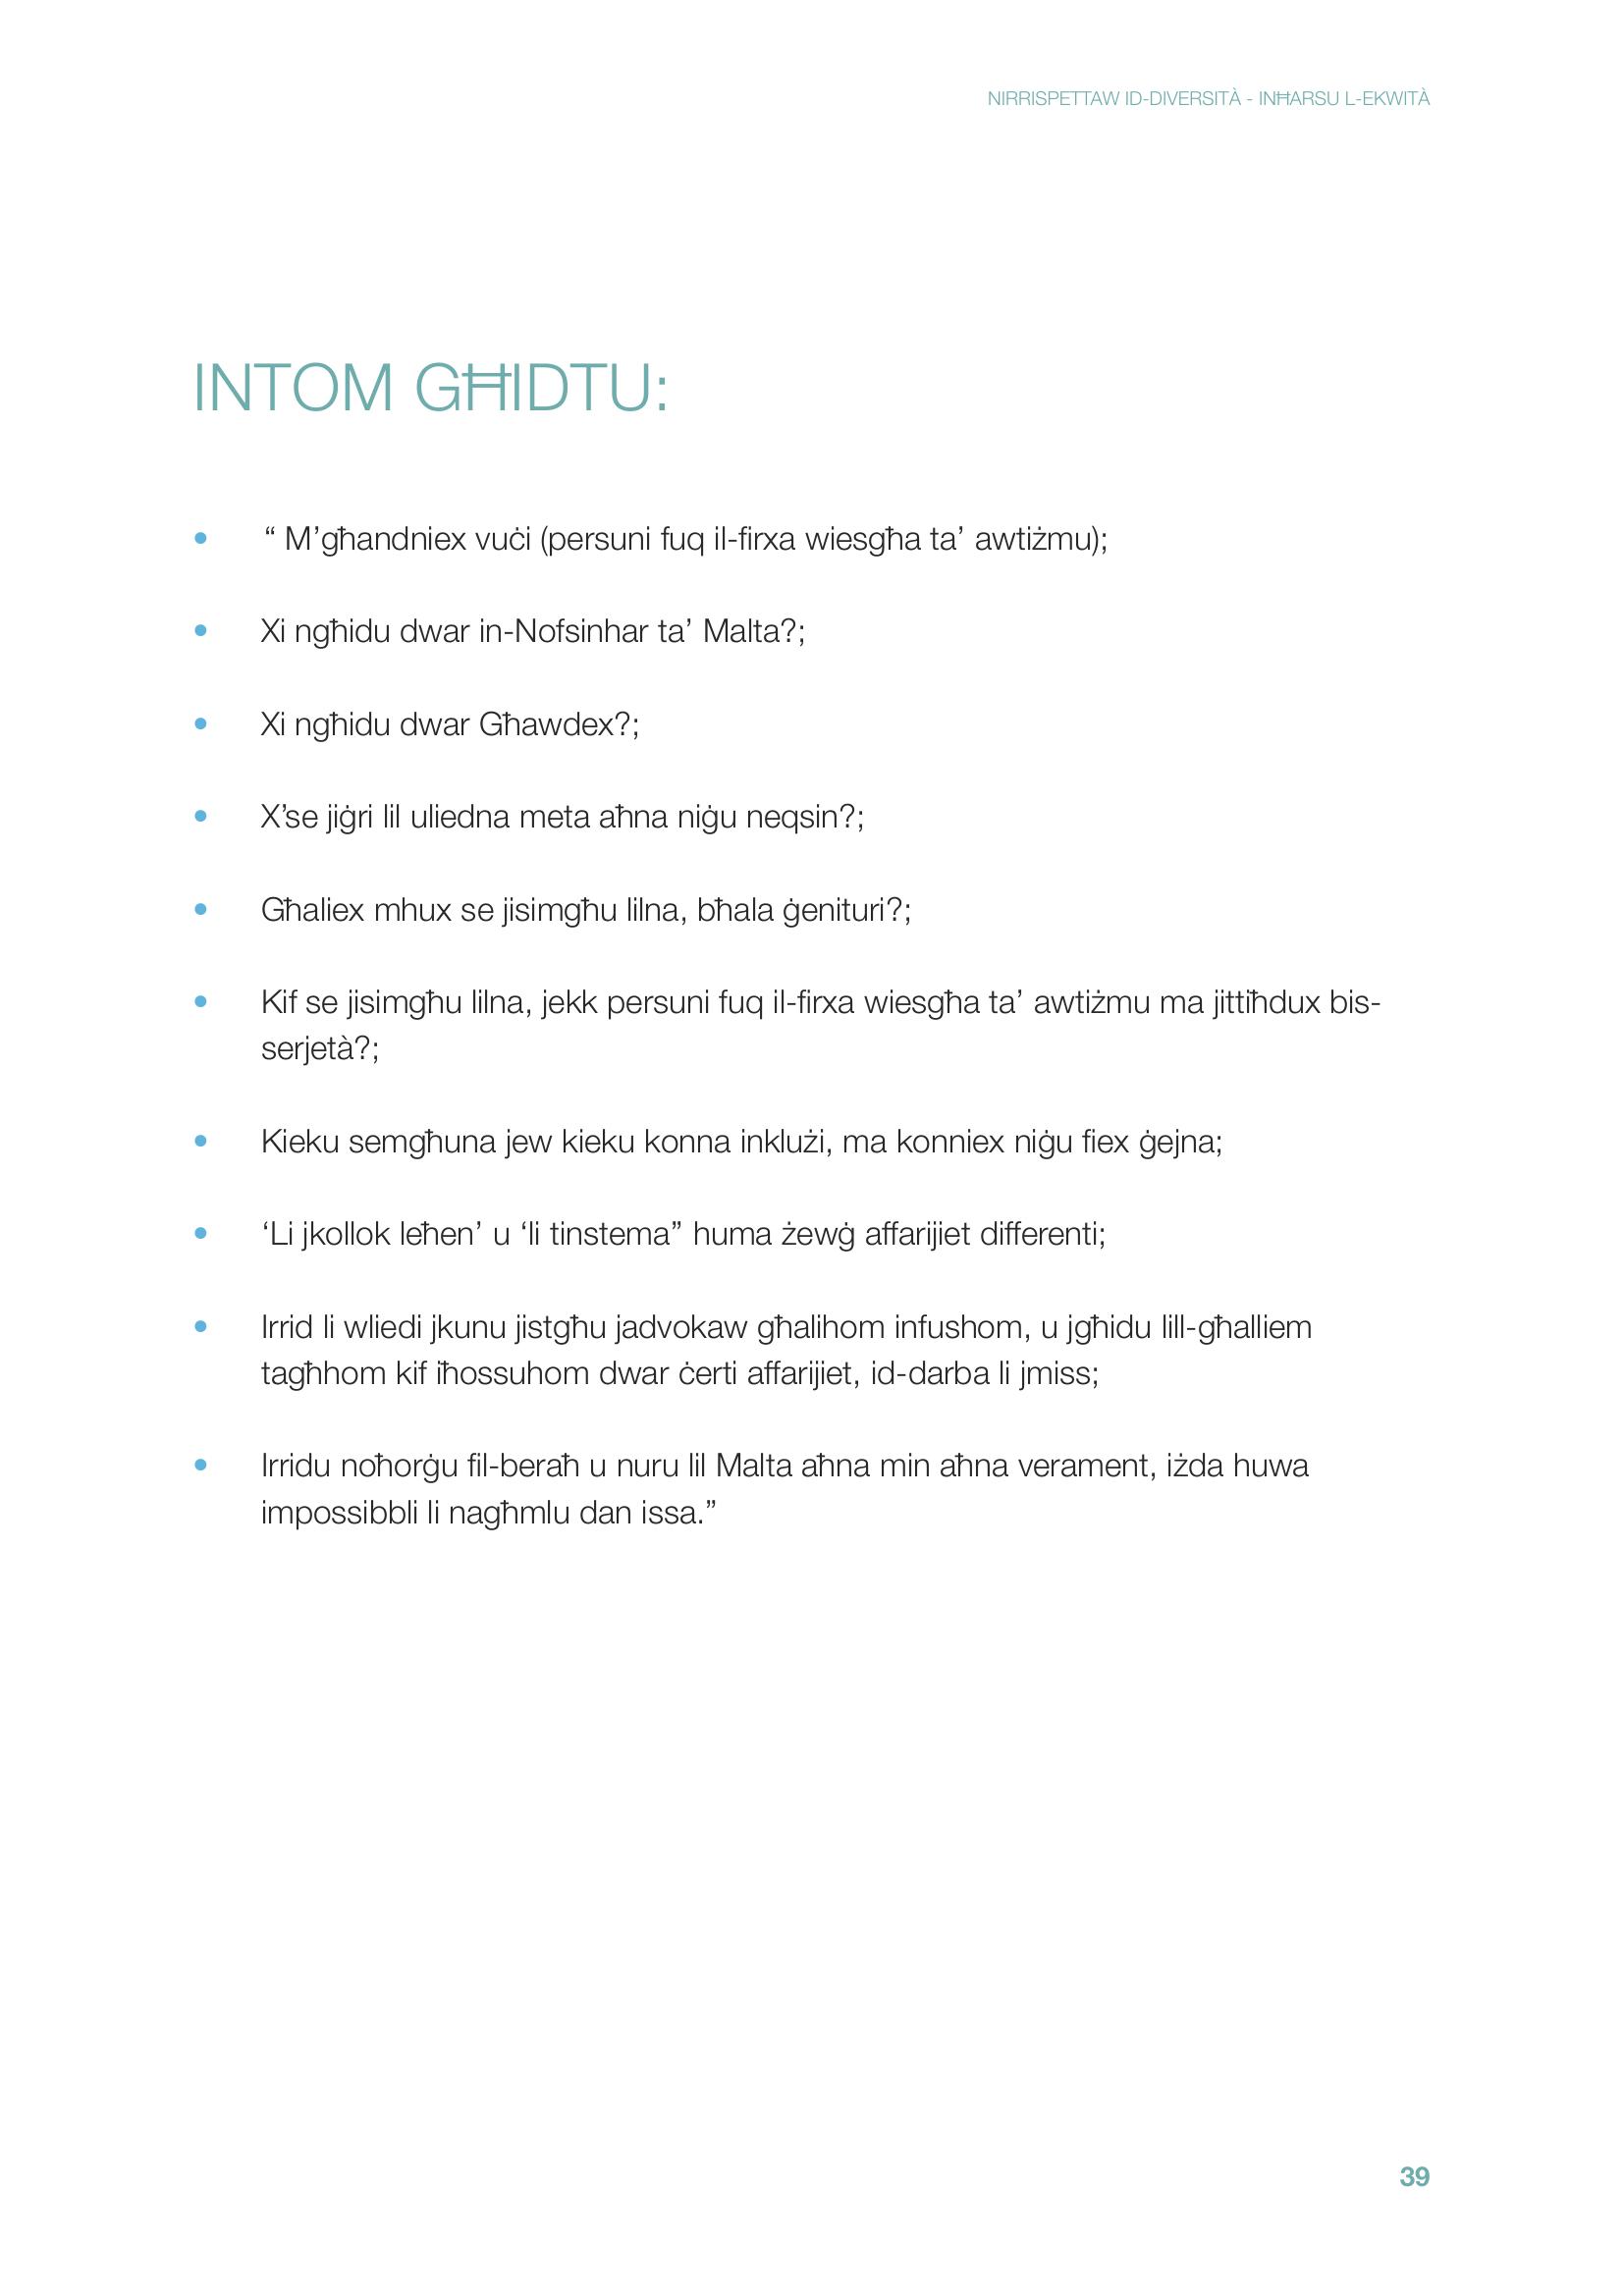 NIRRISPETTAW ID-DIVERSITÀ - INĦARSU L-EKWITÀ
INTOM GĦIDTU:
• “ M’għandniex vuċi (persuni fuq il-firxa wiesgħa ta’ awtiżmu);
• Xi ngħidu dwar in-Nofsinhar ta’ Malta?;
• Xi ngħidu dwar Għawdex?;
• X’se jiġri lil uliedna meta aħna niġu neqsin?;
• Għaliex mhux se jisimgħu lilna, bħala ġenituri?;
• Kif se jisimgħu lilna, jekk persuni fuq il-firxa wiesgħa ta’ awtiżmu ma jittiħdux bis-
serjetà?;
• Kieku semgħuna jew kieku konna inklużi, ma konniex niġu fiex ġejna;
• ‘Li jkollok leħen’ u ‘li tinstema” huma żewġ affarijiet differenti;
• Irrid li wliedi jkunu jistgħu jadvokaw għalihom infushom, u jgħidu lill-għalliem
tagħhom kif iħossuhom dwar ċerti affarijiet, id-darba li jmiss;
• Irridu noħorġu fil-beraħ u nuru lil Malta aħna min aħna verament, iżda huwa
impossibbli li nagħmlu dan issa.”
39